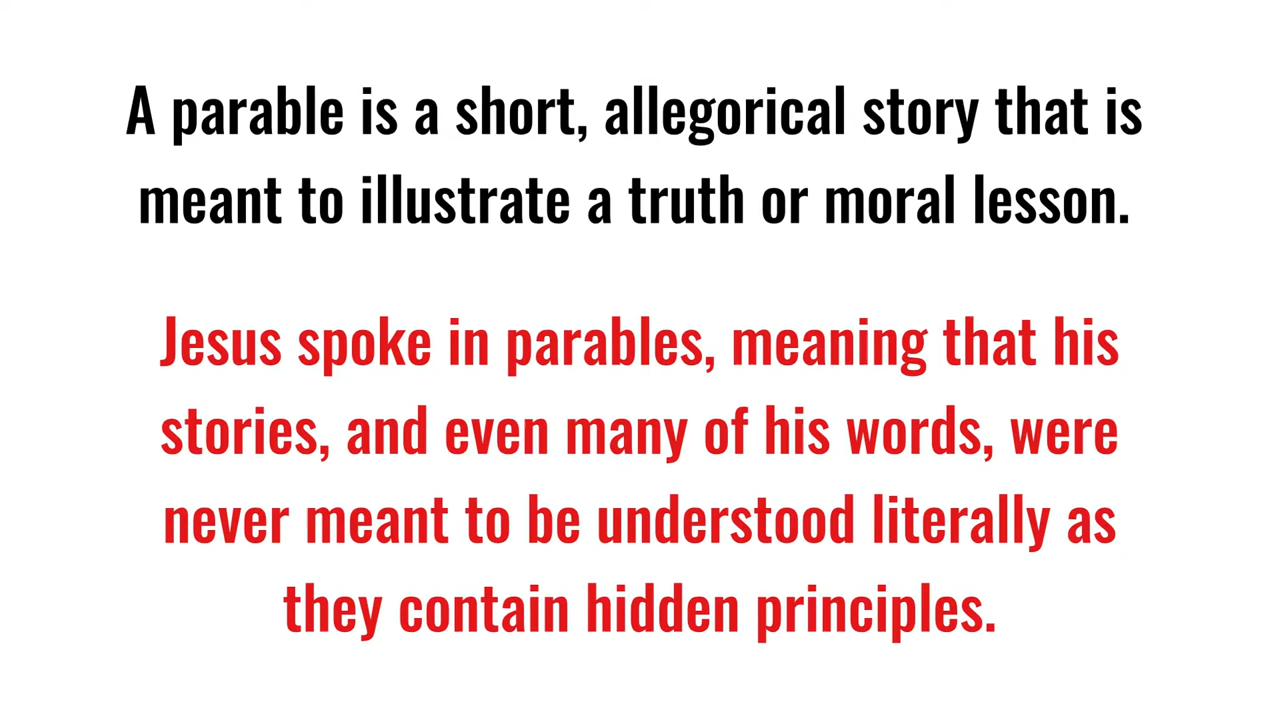 A parable is a short, allegorical story that is
meant to illustrate a truth or moral lesson.
Jesus spoke in parables, meaning that his
stories, and even many of his words, were
never meant to be understood literally as
they contain hidden principles.